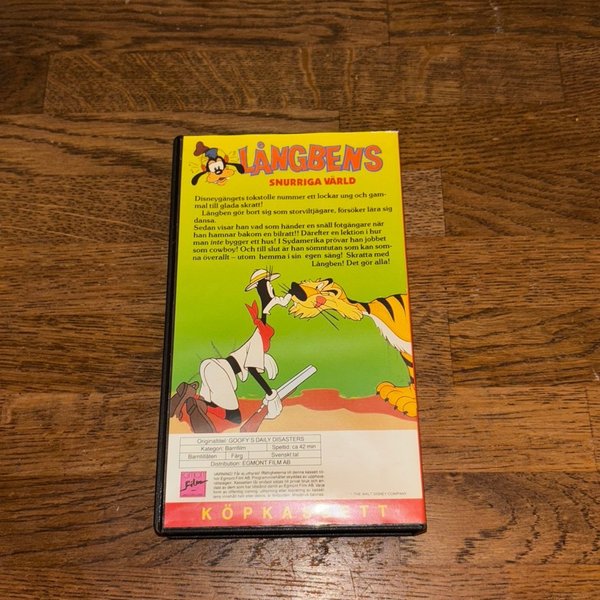 LÅNGBENS
SNURRIGA VÄRLD
Disneygängets tokstolle nummer ett lockar ung och gam-
mal till glada skratt!
Långben gör bort sig som storviltjägare, försöker lära sig
dansa.
Sedan visar han vad som händer en snäll fotgängare när
han hamnar bakom en bilratt!! Därefter en lektion i hur
man inte bygger ett hus! I Sydamerika prövar han jobbet
som cowboy! Och till slut är han sömntutan som kan som-
na överallt – utom hemma i sin egen säng! Skratta med
Långben! Det gör alla!
Originaltitel: GOOFY'S DAILY DISASTERS
Kategori: Barnfilm Speltid: ca 42 min
Barntillåten Färg Svenskt tal
Distribution: EGMONT FILM AB
film
© THE WALT DISNEY COMPANY
KÖPKASSETT